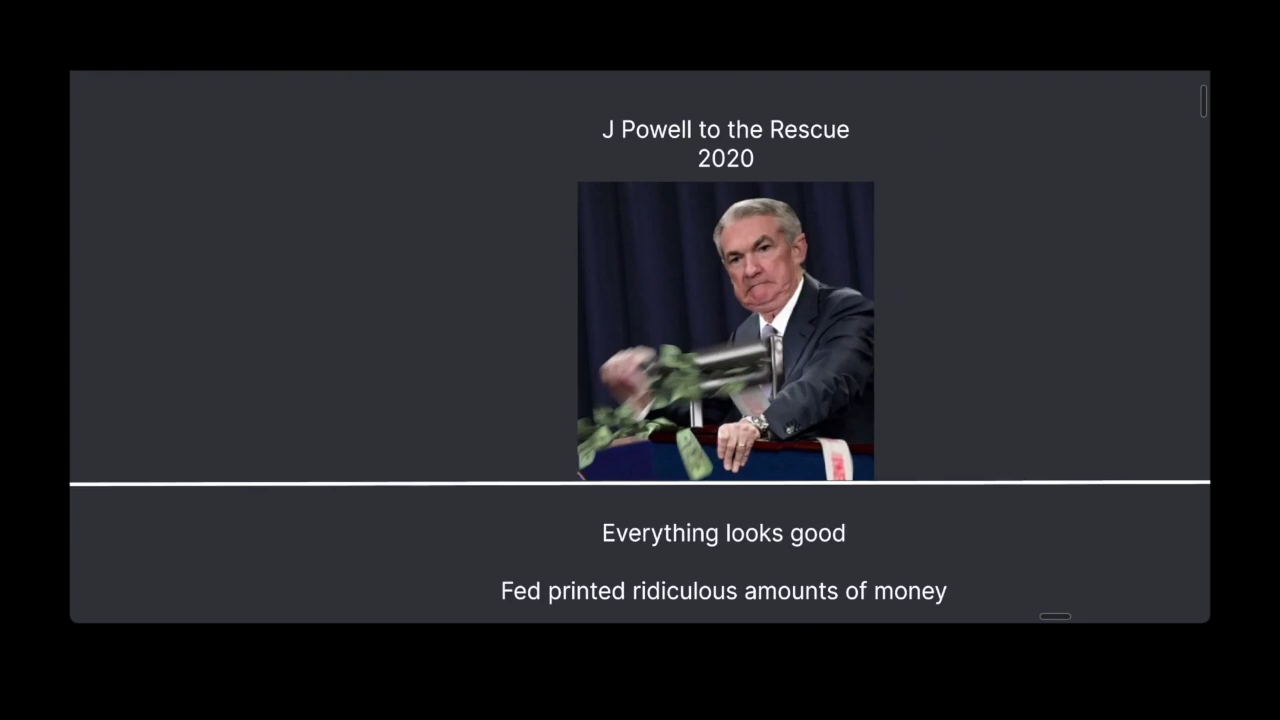 J Powell to the Rescue
2020
Everything looks good
Fed printed ridiculous amounts of money